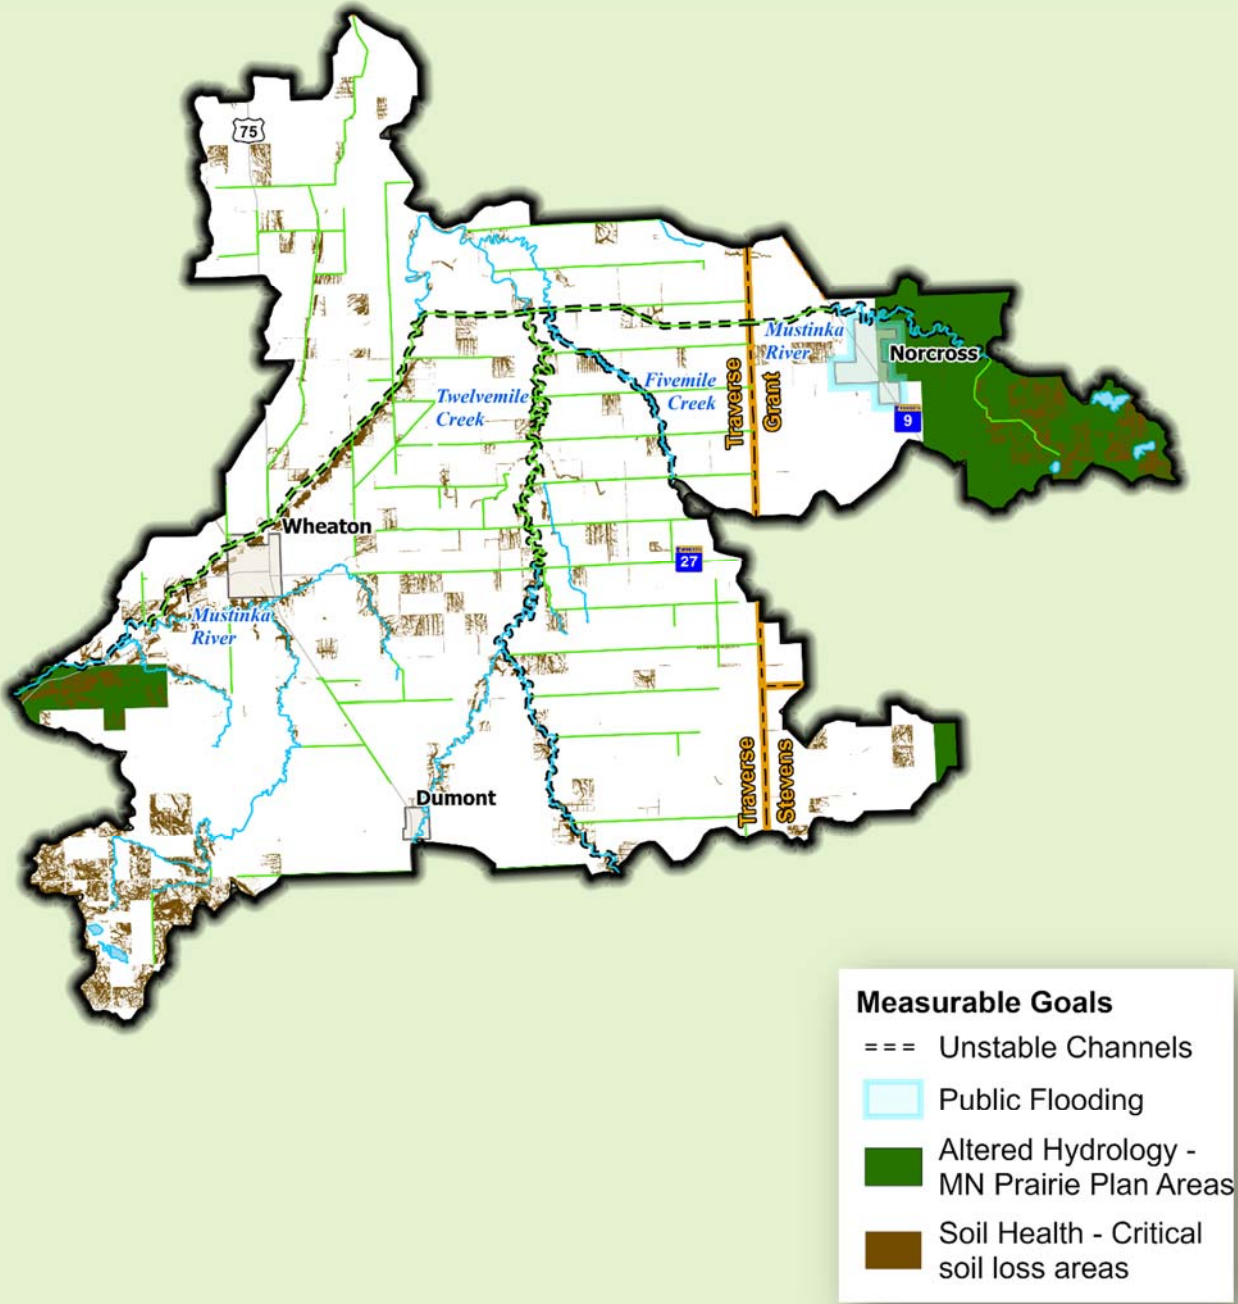 75
Mustinka
River
Norcross
Twelvemile
Creek
Fivemile
Creek
Traverse
Grant
9
Wheaton
27
Mustinka
River
Traverse
Stevens
Dumont
Measurable Goals
Unstable Channels
Public Flooding
Altered Hydrology -
MN Prairie Plan Areas
Soil Health - Critical
soil loss areas